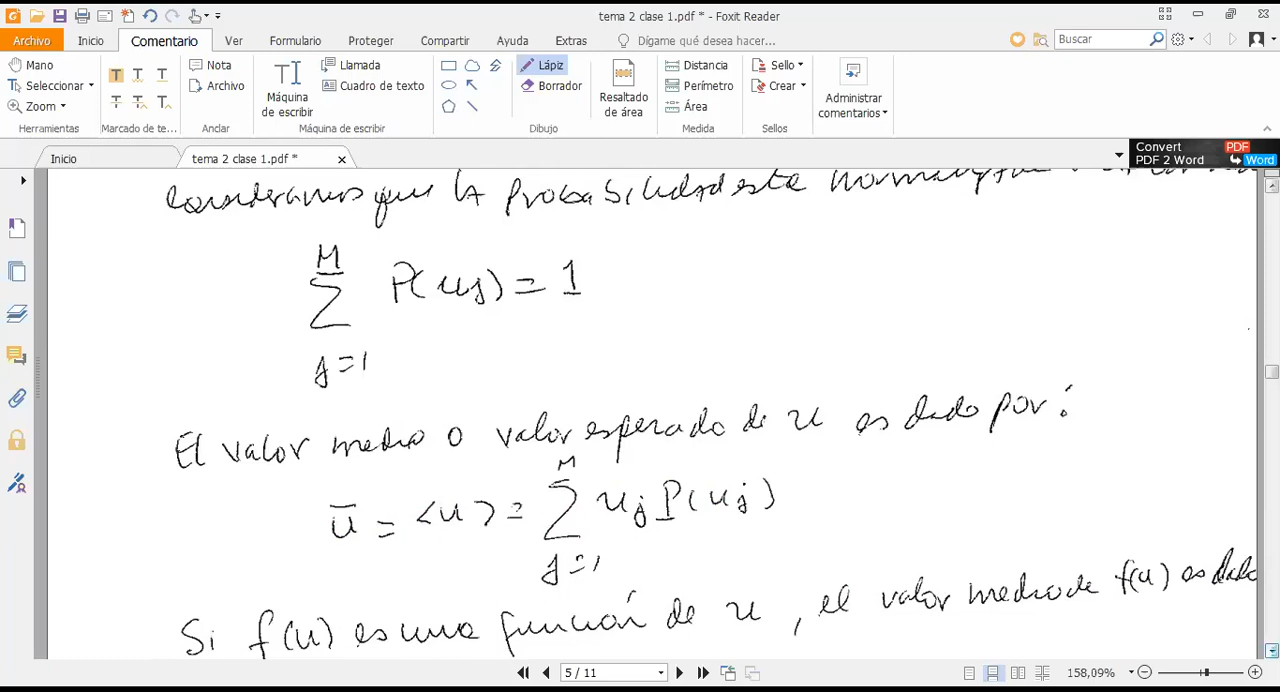 tema 2 clase 1.pdf * - Foxit Reader
Archivo Inicio Comentario Ver Formulario Proteger Compartir Ayuda Extras Dígame qué desea hacer... Buscar
Mano
Seleccionar
Zoom
Herramientas
Marcado de te...
Nota
Archivo
Anclar
Máquina de escribir
Llamada
Cuadro de texto
Máquina de escribir
Lápiz
Borrador
Dibujo
Resaltado de área
Distancia
Perímetro
Área
Medida
Sello
Crear
Sellos
Administrar comentarios
Inicio
tema 2 clase 1.pdf *
Convert PDF
PDF 2 Word Word
Consideramos que la Probabilidad está
M
∑ P(uj) = 1
j=1
El valor medio o valor esperado de u es dado por:
M
ū = <u> = ∑ uj P(uj)
j=1
Si f(u) es una función de u, el valor medio de f(u) es dado
5 / 11
158,09%